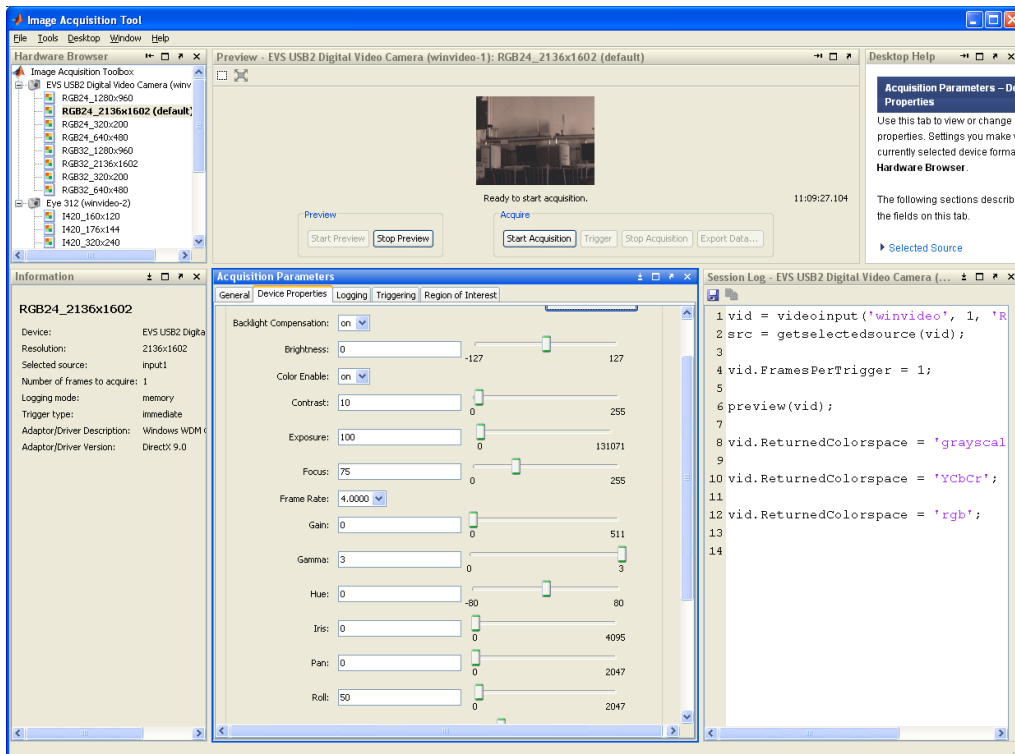 Image Acquisition Tool
File Tools Desktop Window Help
Hardware Browser
Image Acquisition Toolbox
EVS USB2 Digital Video Camera (winv
RGB24_1280x960
RGB24_2136x1602 (default)
RGB24_320x200
RGB24_640x480
RGB32_1280x960
RGB32_2136x1602
RGB32_320x200
RGB32_640x480
Eye 312 (winvideo-2)
I420_160x120
I420_176x144
I420_320x240
Preview - EVS USB2 Digital Video Camera (winvideo-1): RGB24_2136x1602 (default)
Ready to start acquisition.
11:09:27.104
Preview
Start Preview
Stop Preview
Acquire
Start Acquisition
Trigger
Stop Acquisition
Export Data...
Desktop Help
Acquisition Parameters – De
Properties
Use this tab to view or change
properties. Settings you make
currently selected device forma
Hardware Browser.
The following sections describ
the fields on this tab.
Selected Source
Information
RGB24_2136x1602
Device: EVS USB2 Digita
Resolution: 2136x1602
Selected source: input1
Number of frames to acquire: 1
Logging mode: memory
Trigger type: immediate
Adaptor/Driver Description: Windows WDM
Adaptor/Driver Version: DirectX 9.0
Acquisition Parameters
General Device Properties Logging Triggering Region of Interest
Backlight Compensation: on
Brightness: 0
-127 127
Color Enable: on
Contrast: 10
0 255
Exposure: 100
0 131071
Focus: 75
0 255
Frame Rate: 4.0000
Gain: 0
0 511
Gamma: 3
0 3
Hue: 0
-80 80
Iris: 0
0 4095
Pan: 0
0 2047
Roll: 50
0 2047
Session Log - EVS USB2 Digital Video Camera (...
1 vid = videoinput('winvideo', 1, 'R
2 src = getselectedsource(vid);
3
4 vid.FramesPerTrigger = 1;
5
6 preview(vid);
7
8 vid.ReturnedColorspace = 'grayscal
9
10 vid.ReturnedColorspace = 'YCbCr';
11
12 vid.ReturnedColorspace = 'rgb';
13
14